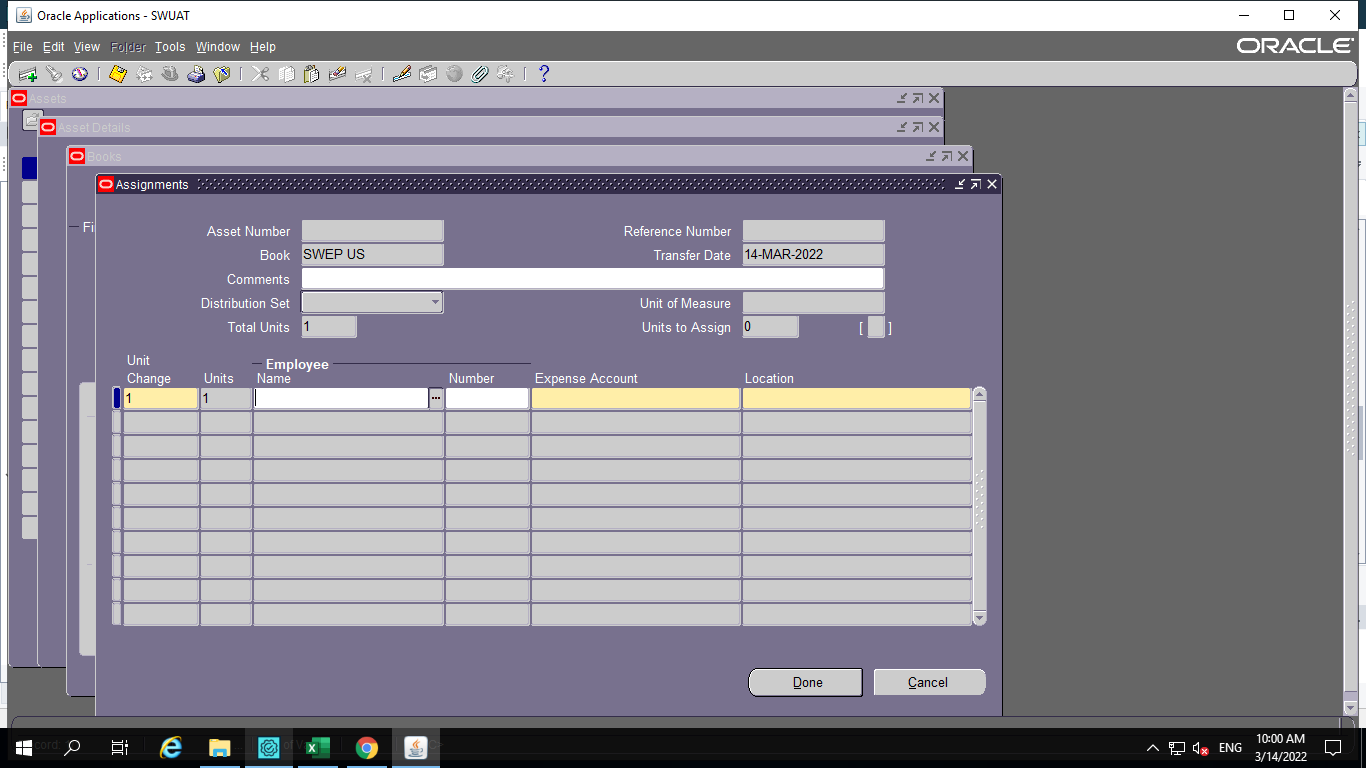 Oracle Applications - SWUAT
File Edit View Folder Tools Window Help
ORACLE
Assets
Asset Details
Books
Assignments
Fi
Asset Number
Reference Number
Book SWEP US
Transfer Date 14-MAR-2022
Comments
Distribution Set
Unit of Measure
Total Units 1
Units to Assign 0 [ ]
Unit
Employee
Change Units Name Number Expense Account Location
1 1
Done Cancel
ENG
10:00 AM
3/14/2022